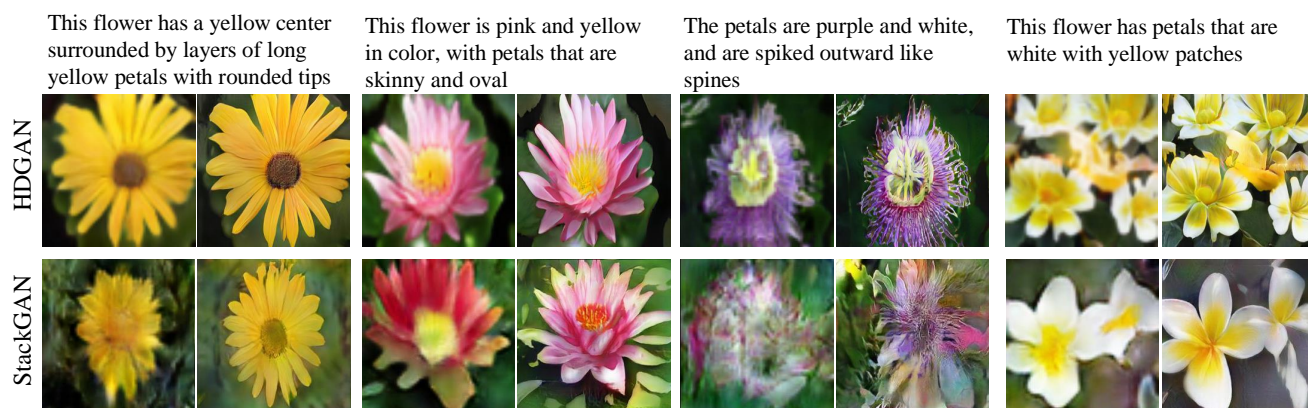 This flower has a yellow center
surrounded by layers of long
yellow petals with rounded tips
This flower is pink and yellow
in color, with petals that are
skinny and oval
The petals are purple and white,
and are spiked outward like
spines
This flower has petals that are
white with yellow patches
HDGAN
StackGAN